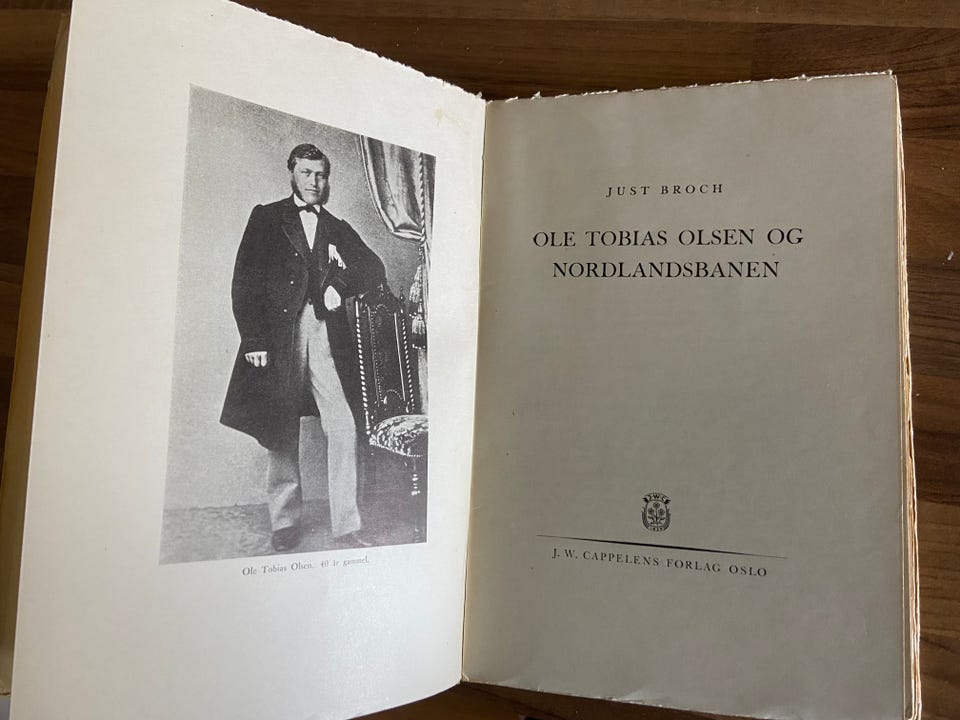 Ole Tobias Olsen. 40 år gammel.
JUST BROCH
OLE TOBIAS OLSEN OG
NORDLANDSBANEN
J. W. CAPPELENS FORLAG OSLO